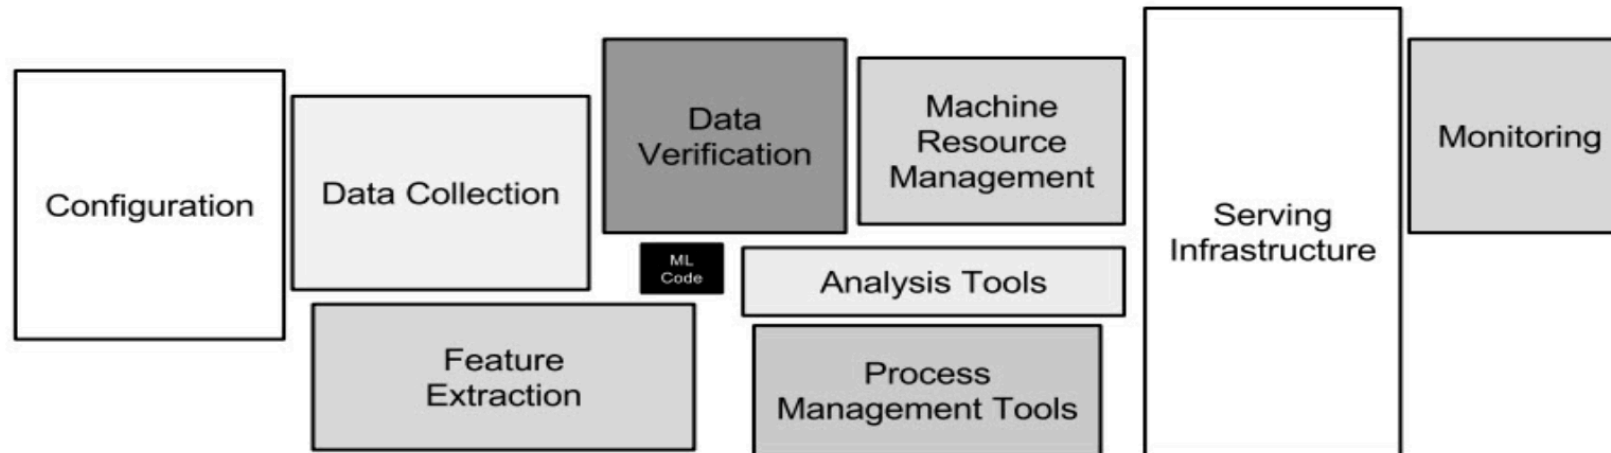 Configuration
Data Collection
Feature
Extraction
Data
Verification
ML
Code
Machine
Resource
Management
Analysis Tools
Process
Management Tools
Serving
Infrastructure
Monitoring